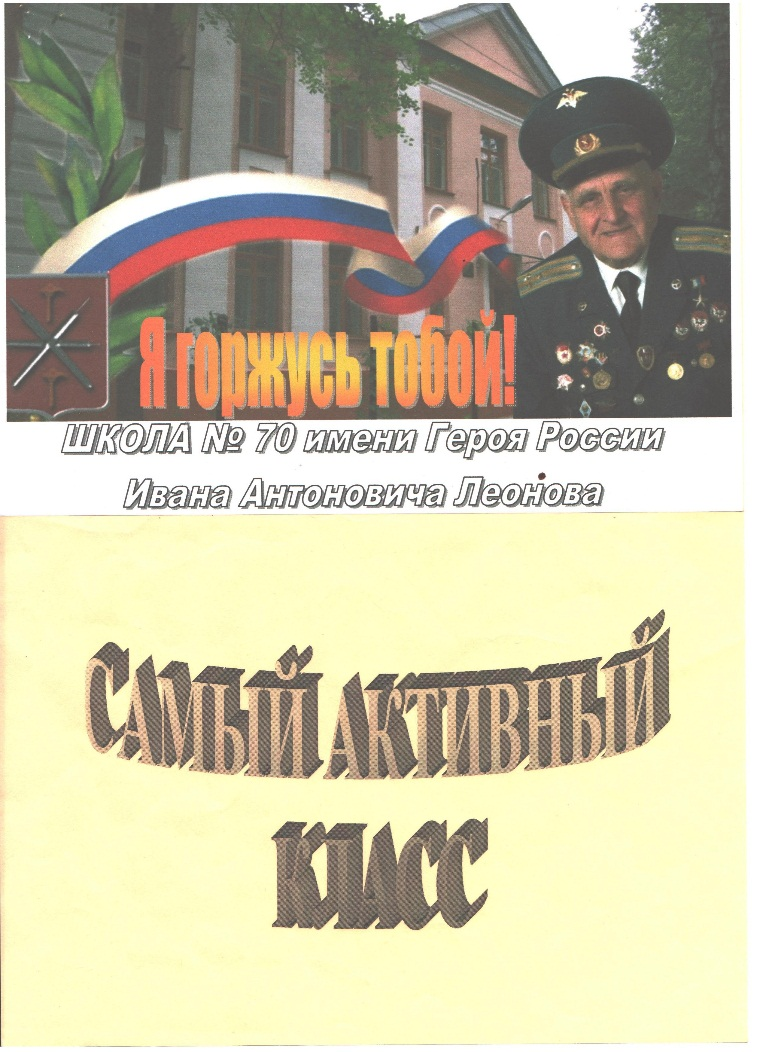 Я горжусь тобой!
ШКОЛА № 70 имени Героя России
Ивана Антоновича Леонова
САМЫЙ АКТИВНЫЙ
КЛАСС